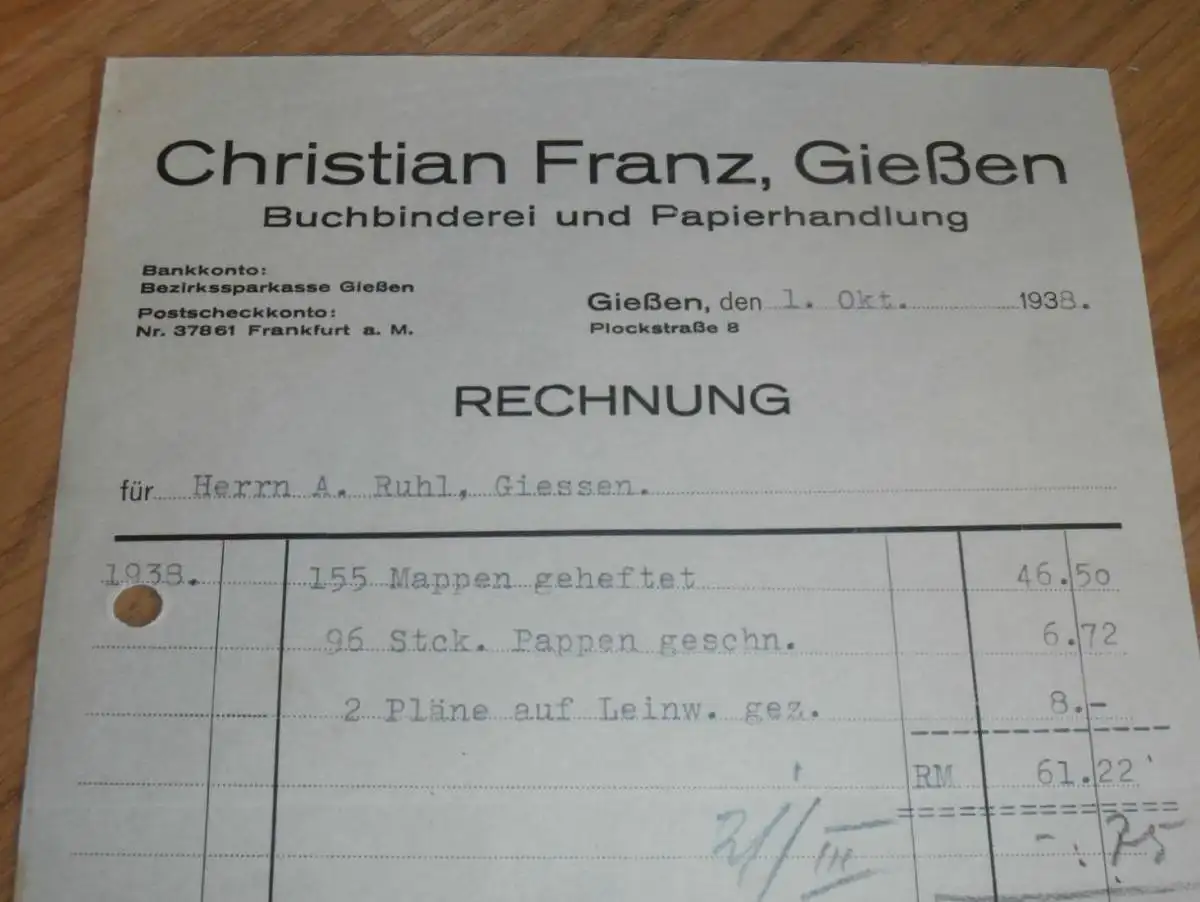 Christian Franz, Gießen
Buchbinderei und Papierhandlung
Bankkonto:
Bezirkssparkasse Gießen
Postscheckkonto:
Nr. 37861 Frankfurt a. M.
Gießen, den 1. Okt. 1938.
Plockstraße 8
RECHNUNG
für Herrn A. Ruhl, Giessen.
1938. 155 Mappen geheftet 46.50
96 Stck. Pappen geschn. 6.72
2 Pläne auf Leinw. gez. 8.-
RM 61.22
-.75